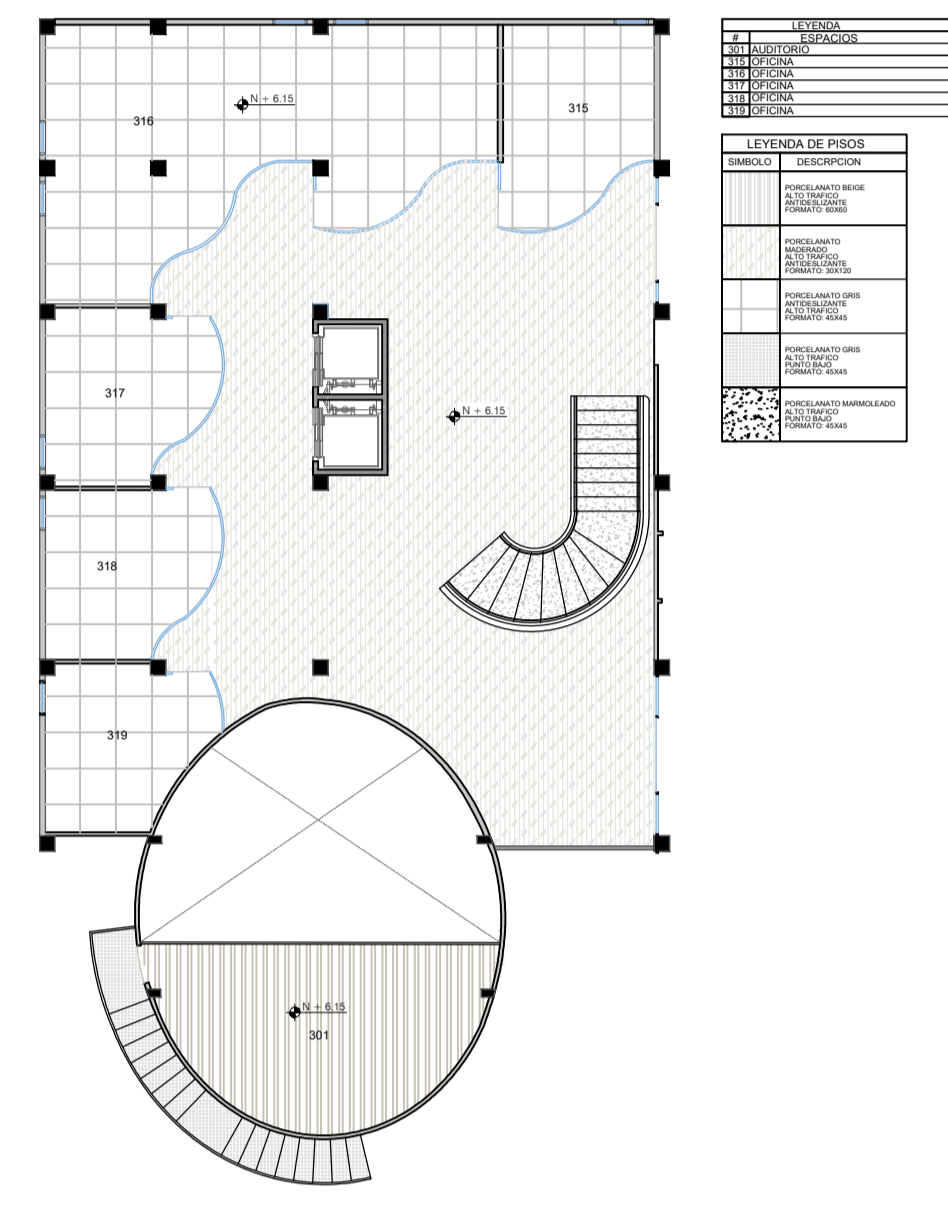 LEYENDA
# ESPACIOS
301 AUDITORIO
315 OFICINA
316 OFICINA
317 OFICINA
318 OFICINA
319 OFICINA
LEYENDA DE PISOS
SIMBOLO DESCRPCION
PORCELANATO BEIGE
ALTO TRAFICO
ANTIDESLIZANTE
FORMATO: 60X60
PORCELANATO
MADERADO
ALTO TRAFICO
ANTIDESLIZANTE
FORMATO: 30X120
PORCELANATO GRIS
ANTIDESLIZANTE
ALTO TRAFICO
FORMATO: 45X45
PORCELANATO GRIS
ALTO TRAFICO
PUNTO BAJO
FORMATO: 45X45
PORCELANATO MARMOLEADO
ALTO TRAFICO
PUNTO BAJO
FORMATO: 45X45
N + 6.15
316
315
317
N + 6.15
318
319
N + 6.15
301